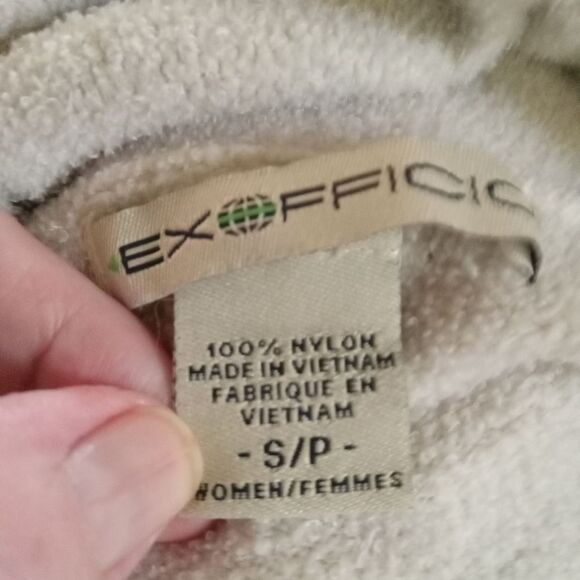 EXOFFICIO
100% NYLON
MADE IN VIETNAM
FABRIQUE EN
VIETNAM
- S/P -
WOMEN/FEMMES